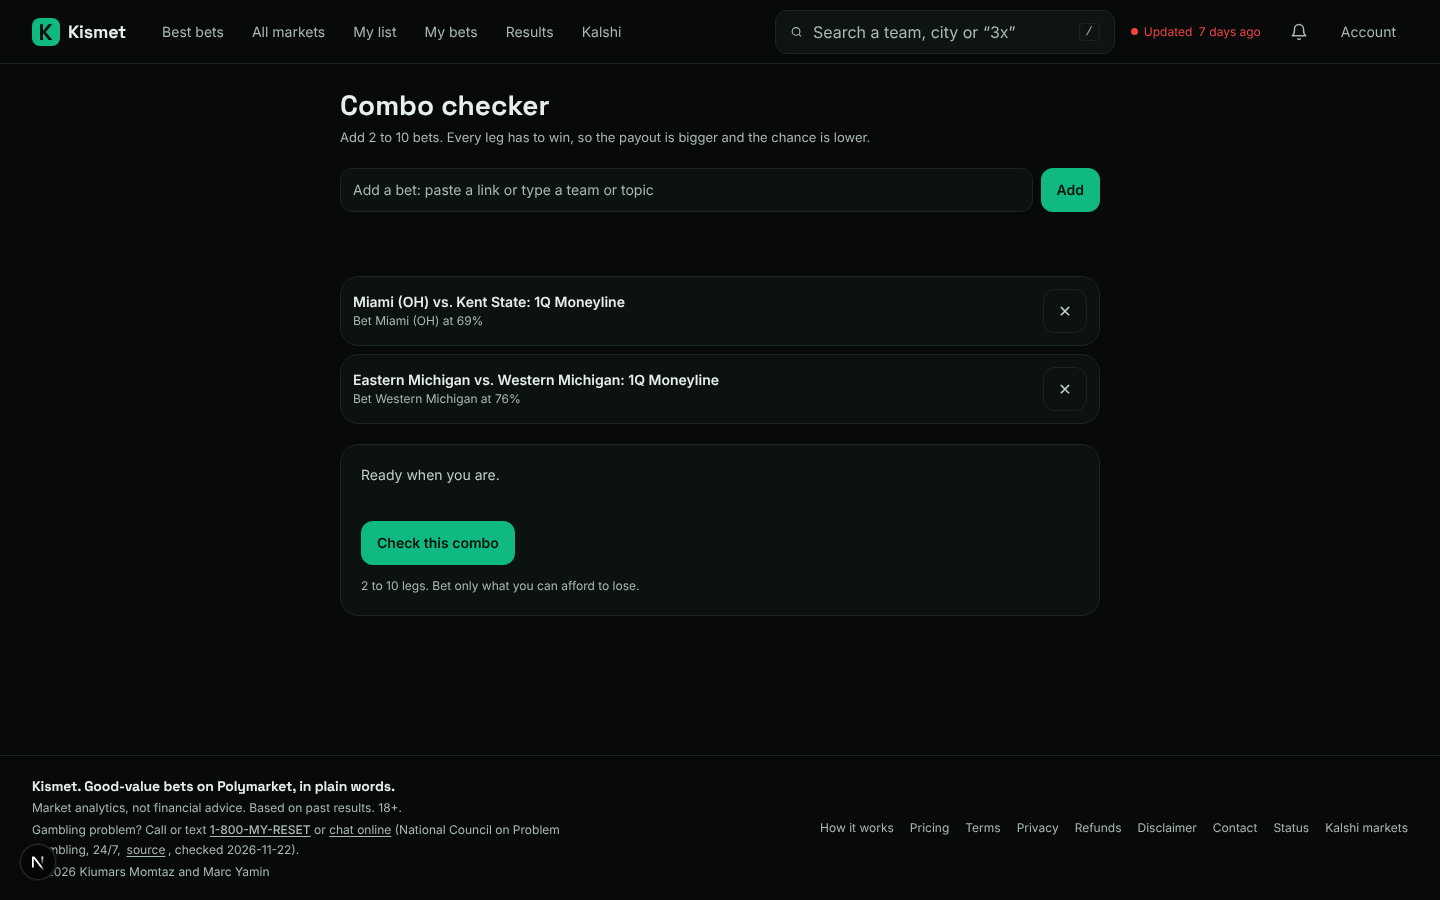 K Kismet Best bets All markets My list My bets Results Kalshi Search a team, city or “3x” / Updated 7 days ago Account
Combo checker
Add 2 to 10 bets. Every leg has to win, so the payout is bigger and the chance is lower.
Add a bet: paste a link or type a team or topic Add
Miami (OH) vs. Kent State: 1Q Moneyline
Bet Miami (OH) at 69%
Eastern Michigan vs. Western Michigan: 1Q Moneyline
Bet Western Michigan at 76%
Ready when you are.
Check this combo
2 to 10 legs. Bet only what you can afford to lose.
Kismet. Good-value bets on Polymarket, in plain words.
Market analytics, not financial advice. Based on past results. 18+.
Gambling problem? Call or text 1-800-MY-RESET or chat online (National Council on Problem
mbling, 24/7, source , checked 2026-11-22).
026 Kiumars Momtaz and Marc Yamin
How it works Pricing Terms Privacy Refunds Disclaimer Contact Status Kalshi markets
N